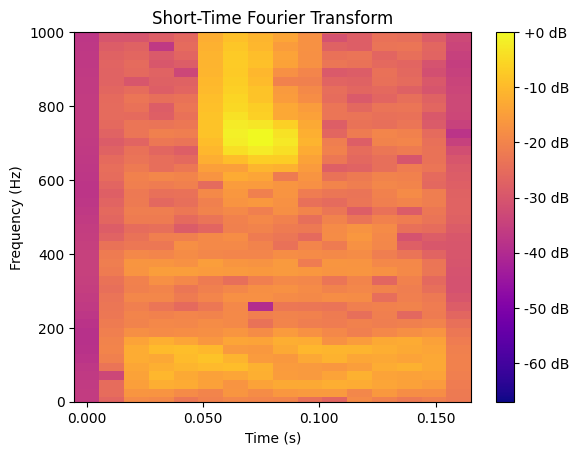 Short-Time Fourier Transform
1000
800
600
400
200
0
Frequency (Hz)
0.000
0.050
0.100
0.150
Time (s)
+0 dB
-10 dB
-20 dB
-30 dB
-40 dB
-50 dB
-60 dB